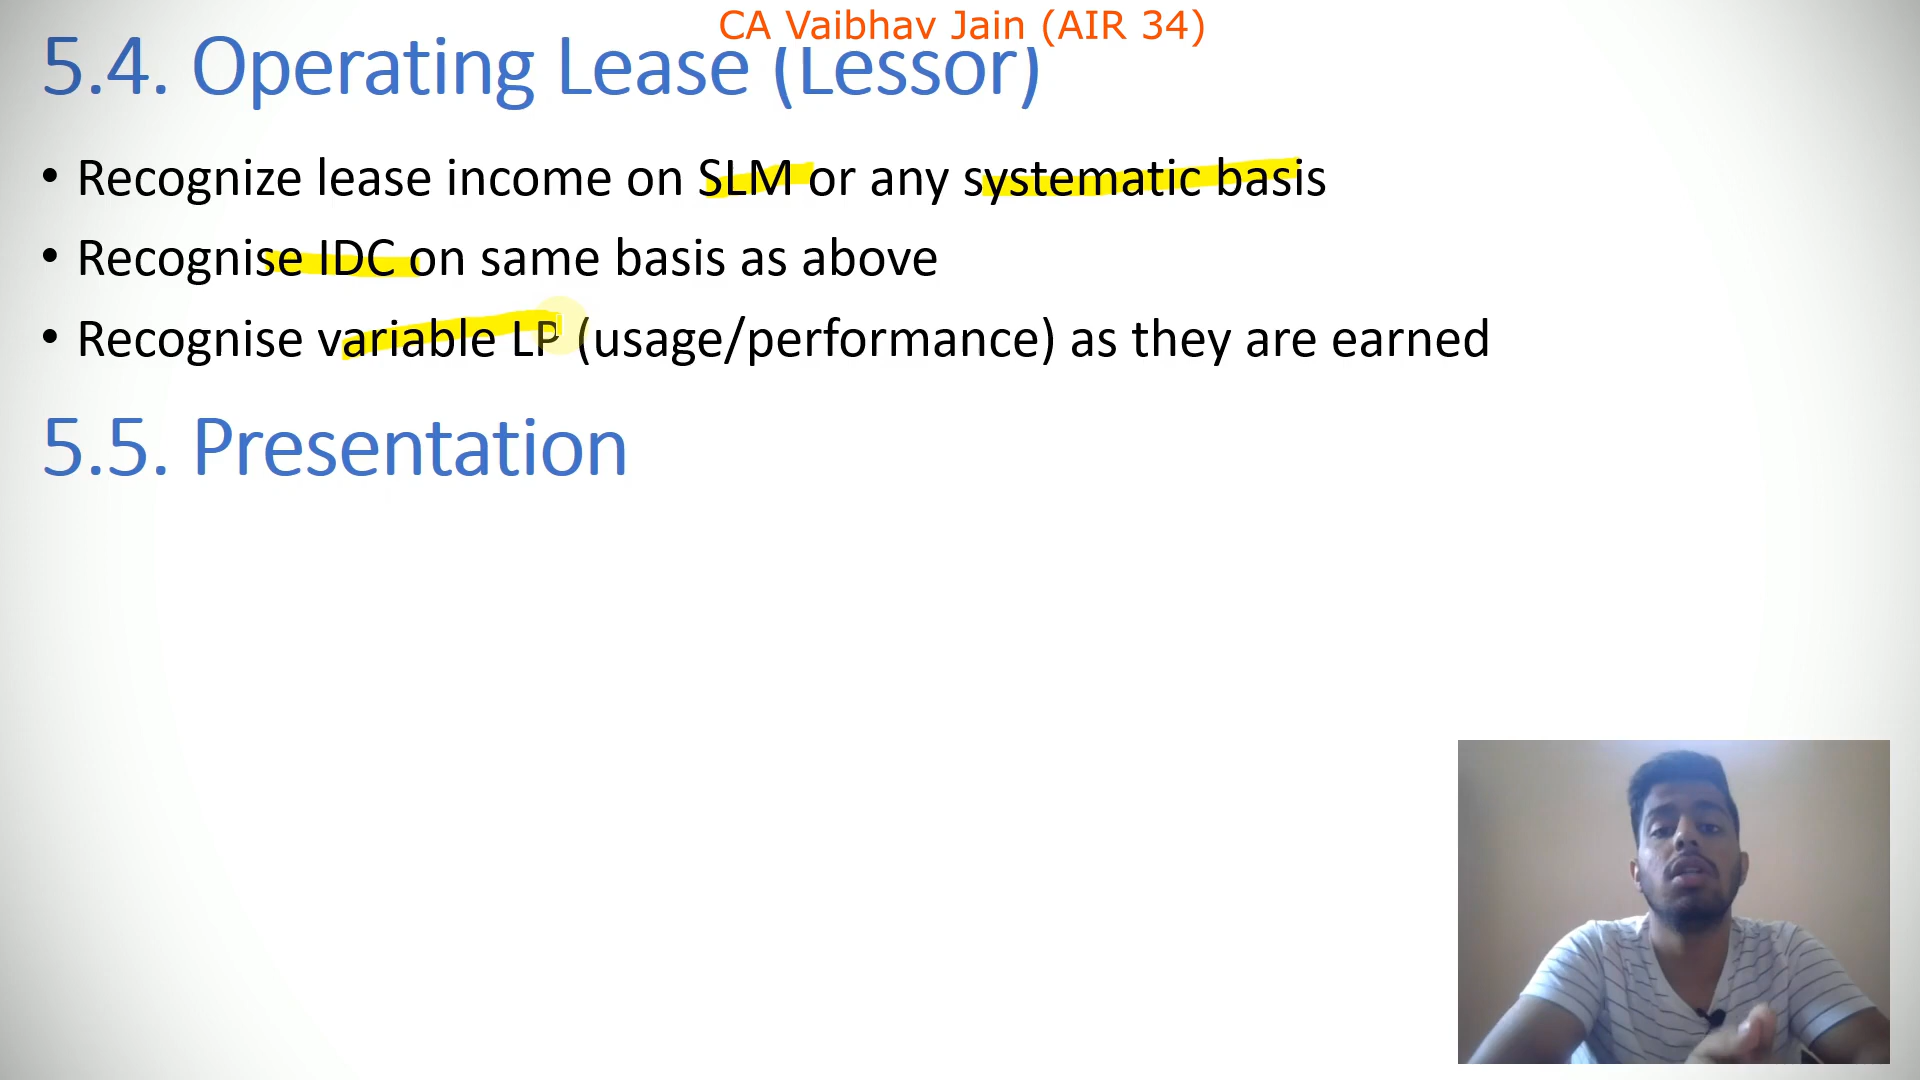 CA Vaibhav Jain (AIR 34)
5.4. Operating Lease (Lessor)
• Recognize lease income on SLM or any systematic basis
• Recognise IDC on same basis as above
• Recognise variable LP (usage/performance) as they are earned
5.5. Presentation